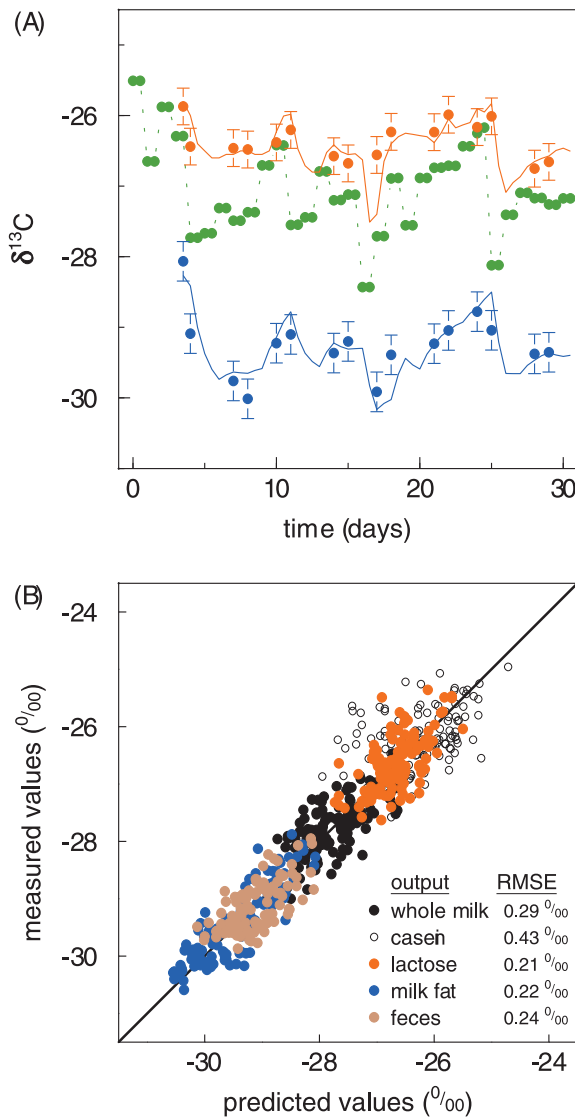 (A)
-26
-28
-30
δ13C
0
10
20
30
time (days)
(B)
-24
-26
-28
-30
measured values (0/00)
output RMSE
whole milk 0.29 0/00
casein 0.43 0/00
lactose 0.21 0/00
milk fat 0.22 0/00
feces 0.24 0/00
-30
-28
-26
-24
predicted values (0/00)